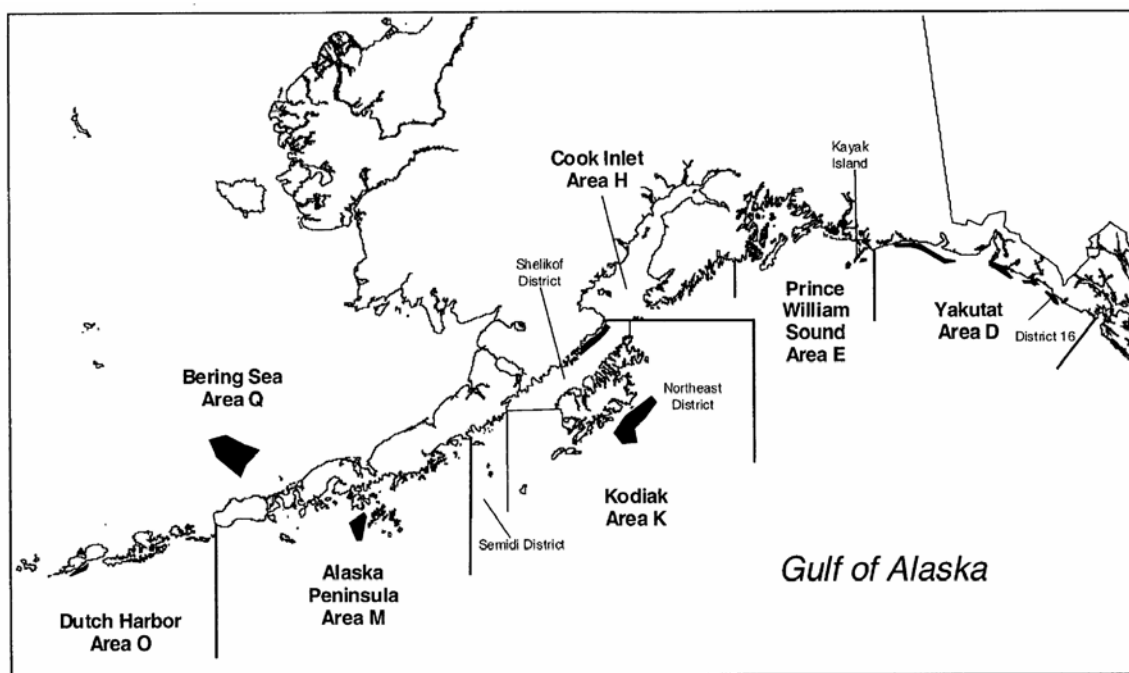 Kayak
Island
Cook Inlet
Area H
Shelikof
District
Prince
William
Sound
Area E
Yakutat
Area D
District 16
Bering Sea
Area Q
Northeast
District
Kodiak
Area K
Semidi District
Gulf of Alaska
Alaska
Peninsula
Area M
Dutch Harbor
Area O